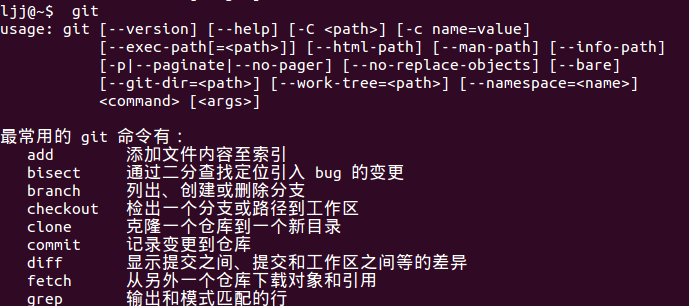 ljj@~$  git
usage: git [--version] [--help] [-C <path>] [-c name=value]
           [--exec-path[=<path>]] [--html-path] [--man-path] [--info-path]
           [-p|--paginate|--no-pager] [--no-replace-objects] [--bare]
           [--git-dir=<path>] [--work-tree=<path>] [--namespace=<name>]
           <command> [<args>]
最常用的 git 命令有：
   add        添加文件内容至索引
   bisect     通过二分查找定位引入 bug 的变更
   branch     列出、创建或删除分支
   checkout   检出一个分支或路径到工作区
   clone      克隆一个仓库到一个新目录
   commit     记录变更到仓库
   diff       显示提交之间、提交和工作区之间等的差异
   fetch      从另外一个仓库下载对象和引用
   grep       输出和模式匹配的行